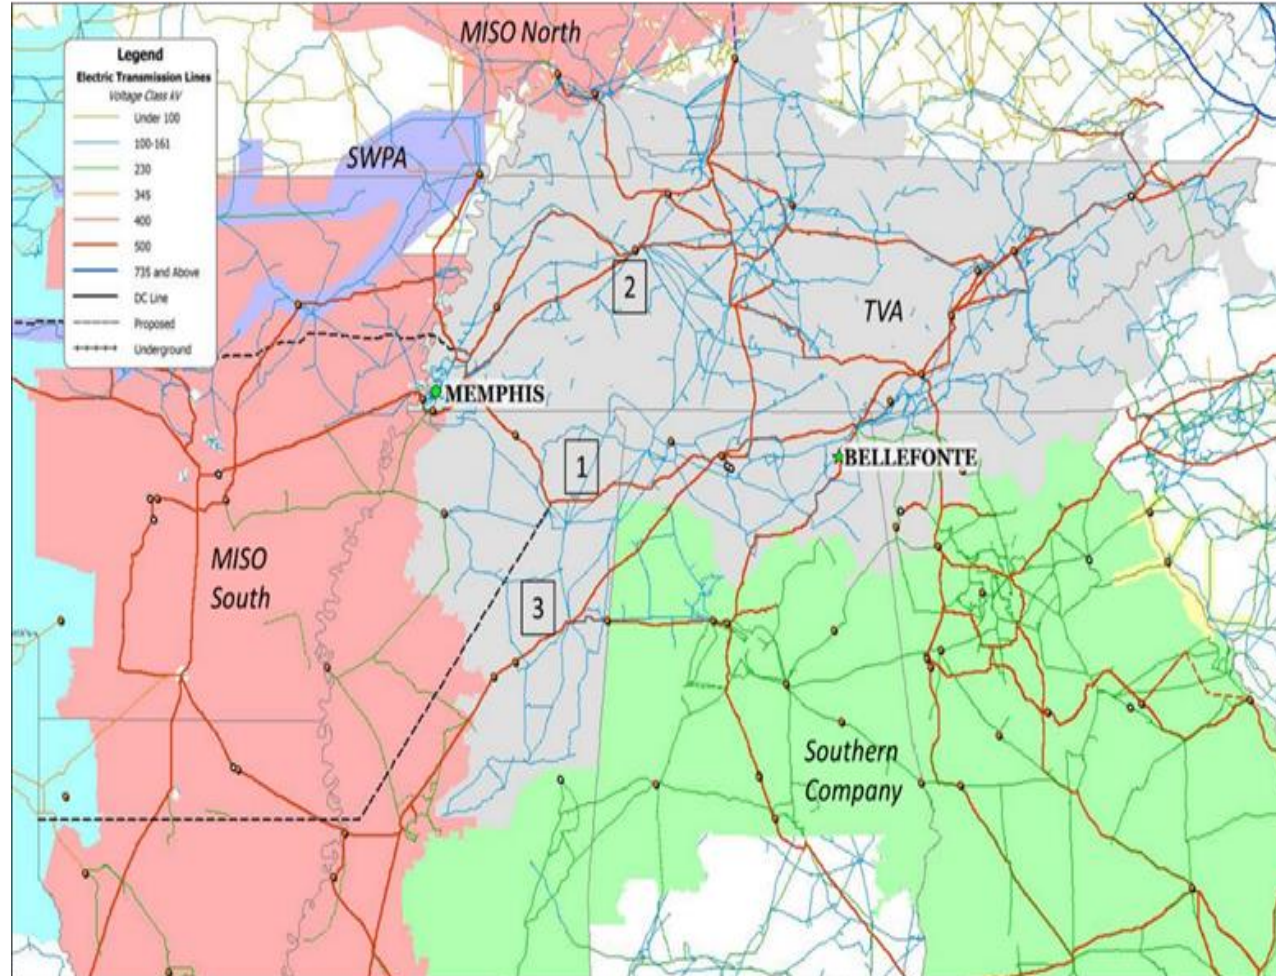 MISO North
Legend
Electric Transmission Lines
Voltage Class kV
Under 100
100-161
230
345
400
500
735 and Above
DC Line
Proposed
Underground
SWPA
2
TVA
MEMPHIS
1
BELLEFONTE
MISO
South
3
Southern
Company